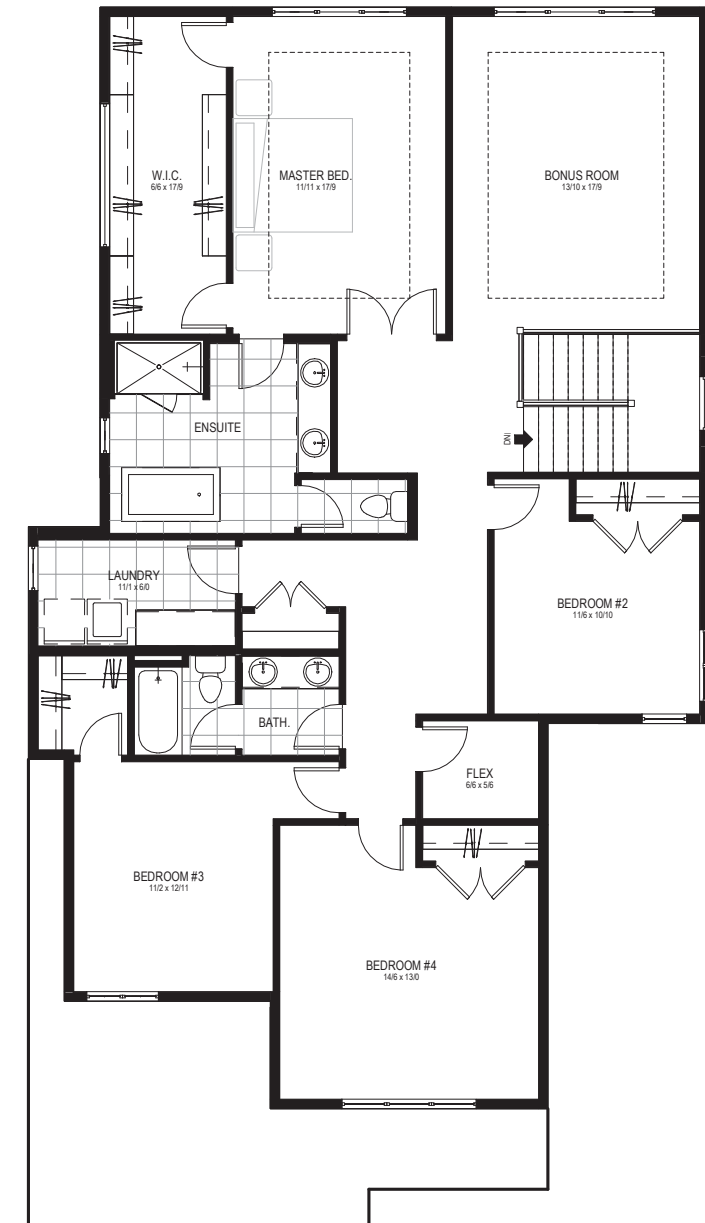 W.I.C.
6/6 x 17/9
MASTER BED.
11/11 x 17/9
BONUS ROOM
13/10 x 17/9
ENSUITE
DN
LAUNDRY
11/1 x 6/0
BEDROOM #2
11/6 x 10/10
BATH.
FLEX
6/6 x 5/6
BEDROOM #3
11/2 x 12/11
BEDROOM #4
14/6 x 13/0